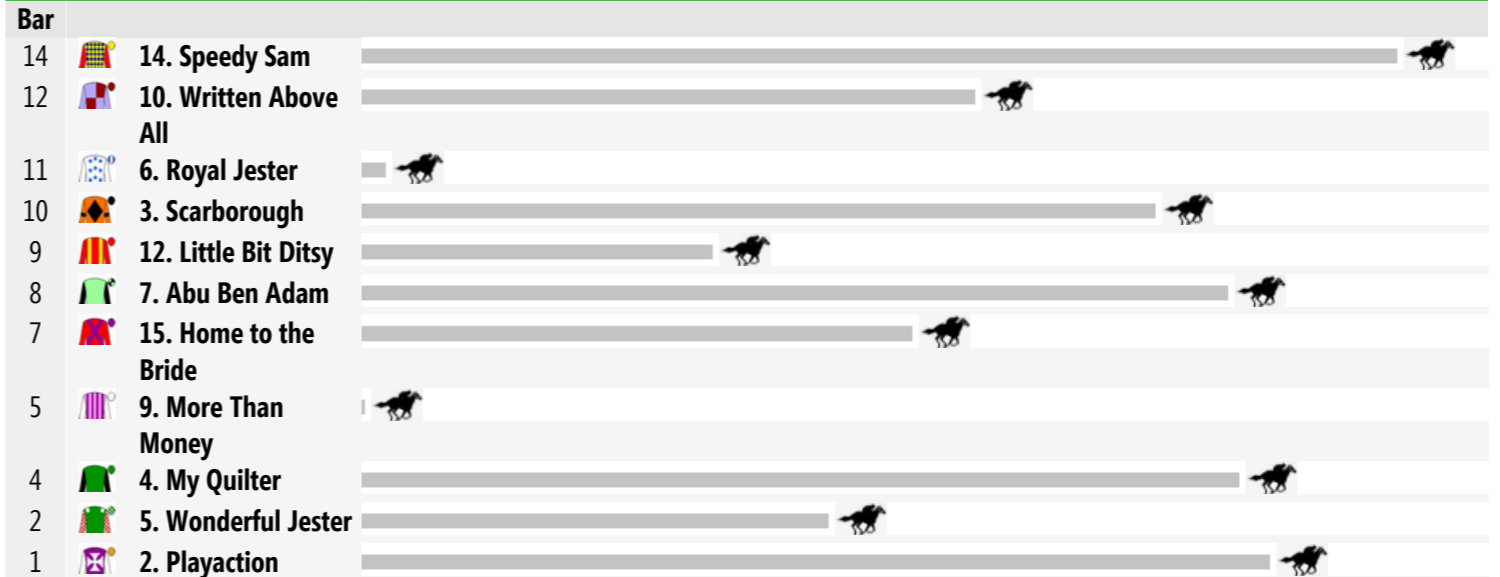 Bar
14 14. Speedy Sam
12 10. Written Above
All
11 6. Royal Jester
10 3. Scarborough
9 12. Little Bit Ditsy
8 7. Abu Ben Adam
7 15. Home to the
Bride
5 9. More Than
Money
4 4. My Quilter
2 5. Wonderful Jester
1 2. Playaction